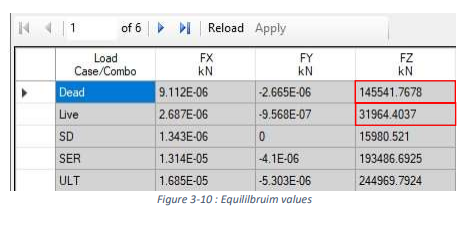 1 of 6 Reload Apply
Load Case/Combo FX kN FY kN FZ kN
Dead 9.112E-06 -2.665E-06 145541.7678
Live 2.687E-06 -9.568E-07 31964.4037
SD 1.343E-06 0 15980.521
SER 1.314E-05 -4.1E-06 193486.6925
ULT 1.685E-05 -5.303E-06 244969.7924
Figure 3-10 : Equililbruim values